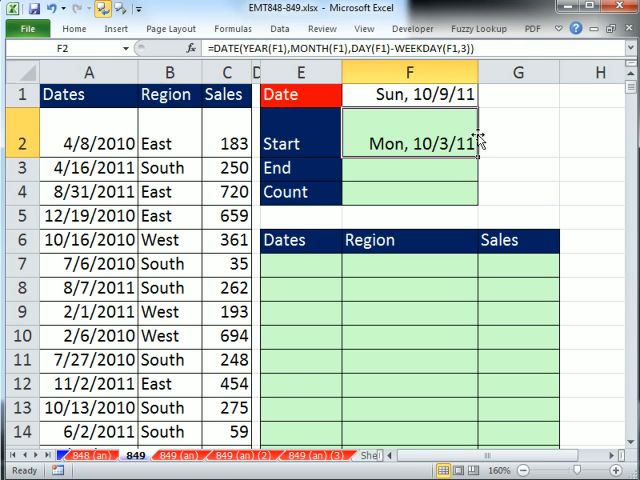 EMT848-849.xlsx - Microsoft Excel
File Home Insert Page Layout Formulas Data Review View Developer Fuzzy Lookup PDF
F2 fx =DATE(YEAR(F1),MONTH(F1),DAY(F1)-WEEKDAY(F1,3))
A B C D E F G H
1 Dates Region Sales Date Sun, 10/9/11
2 4/8/2010 East 183 Start Mon, 10/3/11
3 4/16/2011 South 250 End
4 8/31/2011 East 720 Count
5 12/19/2010 East 659
6 10/16/2010 West 361 Dates Region Sales
7 7/6/2010 South 35
8 8/7/2011 South 262
9 2/1/2011 West 193
10 2/6/2010 West 694
11 7/27/2010 South 248
12 11/2/2011 East 454
13 10/13/2010 South 275
14 6/2/2011 South 59
848 (an) 849 849 (an) 849 (an) (2) 849 (an) (3) She
Ready 160%